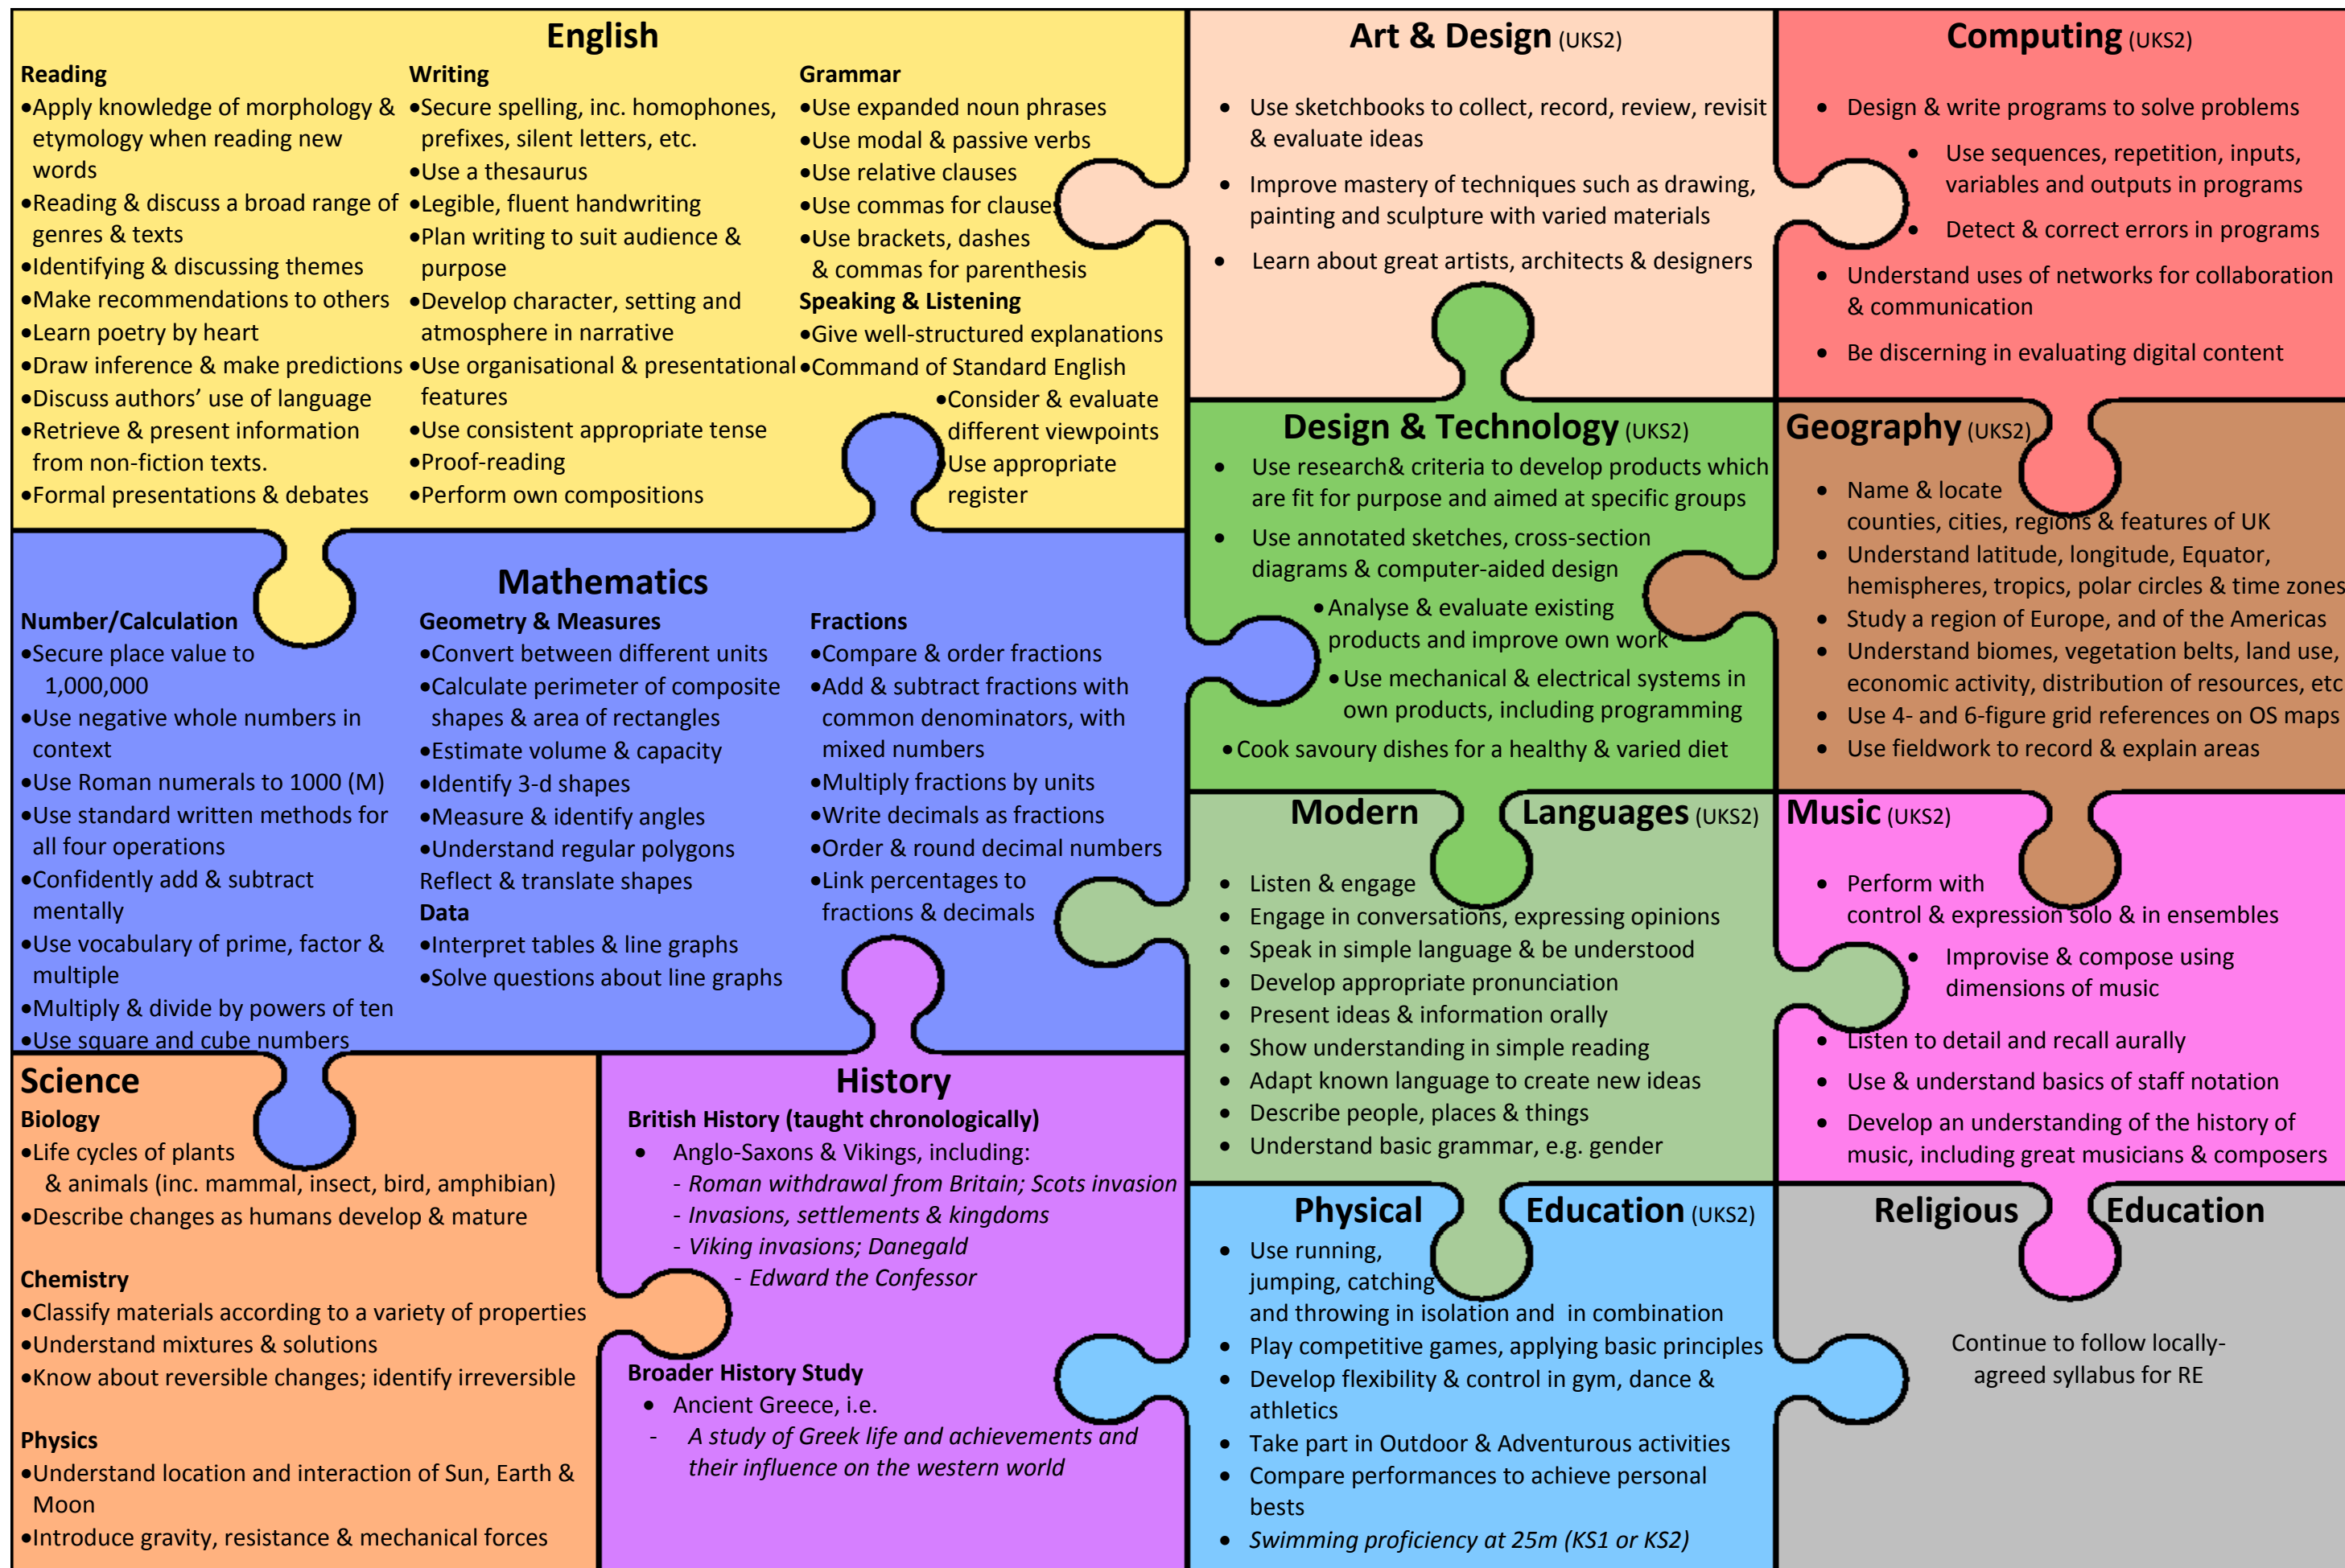 English
Reading
•Apply knowledge of morphology &
etymology when reading new
words
•Reading & discuss a broad range of
genres & texts
•Identifying & discussing themes
•Make recommendations to others
•Learn poetry by heart
•Draw inference & make predictions
•Discuss authors’ use of language
•Retrieve & present information
from non-fiction texts.
•Formal presentations & debates
Writing
•Secure spelling, inc. homophones,
prefixes, silent letters, etc.
•Use a thesaurus
•Legible, fluent handwriting
•Plan writing to suit audience &
purpose
•Develop character, setting and
atmosphere in narrative
•Use organisational & presentational
features
•Use consistent appropriate tense
•Proof-reading
•Perform own compositions
Grammar
•Use expanded noun phrases
•Use modal & passive verbs
•Use relative clauses
•Use commas for clauses
•Use brackets, dashes
& commas for parenthesis
Speaking & Listening
•Give well-structured explanations
•Command of Standard English
•Consider & evaluate
different viewpoints
•Use appropriate
register
Art & Design (UKS2)
• Use sketchbooks to collect, record, review, revisit
& evaluate ideas
• Improve mastery of techniques such as drawing,
painting and sculpture with varied materials
• Learn about great artists, architects & designers
Computing (UKS2)
• Design & write programs to solve problems
• Use sequences, repetition, inputs,
variables and outputs in programs
• Detect & correct errors in programs
• Understand uses of networks for collaboration
& communication
• Be discerning in evaluating digital content
Mathematics
Number/Calculation
•Secure place value to
1,000,000
•Use negative whole numbers in
context
•Use Roman numerals to 1000 (M)
•Use standard written methods for
all four operations
•Confidently add & subtract
mentally
•Use vocabulary of prime, factor &
multiple
•Multiply & divide by powers of ten
•Use square and cube numbers
Geometry & Measures
•Convert between different units
•Calculate perimeter of composite
shapes & area of rectangles
•Estimate volume & capacity
•Identify 3-d shapes
•Measure & identify angles
•Understand regular polygons
Reflect & translate shapes
Data
•Interpret tables & line graphs
•Solve questions about line graphs
Fractions
•Compare & order fractions
•Add & subtract fractions with
common denominators, with
mixed numbers
•Multiply fractions by units
•Write decimals as fractions
•Order & round decimal numbers
•Link percentages to
fractions & decimals
Design & Technology (UKS2)
• Use research& criteria to develop products which
are fit for purpose and aimed at specific groups
• Use annotated sketches, cross-section
diagrams & computer-aided design
•Analyse & evaluate existing
products and improve own work
•Use mechanical & electrical systems in
own products, including programming
•Cook savoury dishes for a healthy & varied diet
Geography (UKS2)
• Name & locate
counties, cities, regions & features of UK
• Understand latitude, longitude, Equator,
hemispheres, tropics, polar circles & time zones
• Study a region of Europe, and of the Americas
• Understand biomes, vegetation belts, land use,
economic activity, distribution of resources, etc
• Use 4- and 6-figure grid references on OS maps
• Use fieldwork to record & explain areas
Modern Languages (UKS2)
• Listen & engage
• Engage in conversations, expressing opinions
• Speak in simple language & be understood
• Develop appropriate pronunciation
• Present ideas & information orally
• Show understanding in simple reading
• Adapt known language to create new ideas
• Describe people, places & things
• Understand basic grammar, e.g. gender
Music (UKS2)
• Perform with
control & expression solo & in ensembles
• Improvise & compose using
dimensions of music
• Listen to detail and recall aurally
• Use & understand basics of staff notation
• Develop an understanding of the history of
music, including great musicians & composers
Science
Biology
•Life cycles of plants
& animals (inc. mammal, insect, bird, amphibian)
•Describe changes as humans develop & mature
Chemistry
•Classify materials according to a variety of properties
•Understand mixtures & solutions
•Know about reversible changes; identify irreversible
Physics
•Understand location and interaction of Sun, Earth &
Moon
•Introduce gravity, resistance & mechanical forces
History
British History (taught chronologically)
• Anglo-Saxons & Vikings, including:
- Roman withdrawal from Britain; Scots invasion
- Invasions, settlements & kingdoms
- Viking invasions; Danegald
- Edward the Confessor
Broader History Study
• Ancient Greece, i.e.
- A study of Greek life and achievements and
their influence on the western world
Physical Education (UKS2)
• Use running,
jumping, catching
and throwing in isolation and in combination
• Play competitive games, applying basic principles
• Develop flexibility & control in gym, dance &
athletics
• Take part in Outdoor & Adventurous activities
• Compare performances to achieve personal
bests
• Swimming proficiency at 25m (KS1 or KS2)
Religious Education
Continue to follow locally-
agreed syllabus for RE